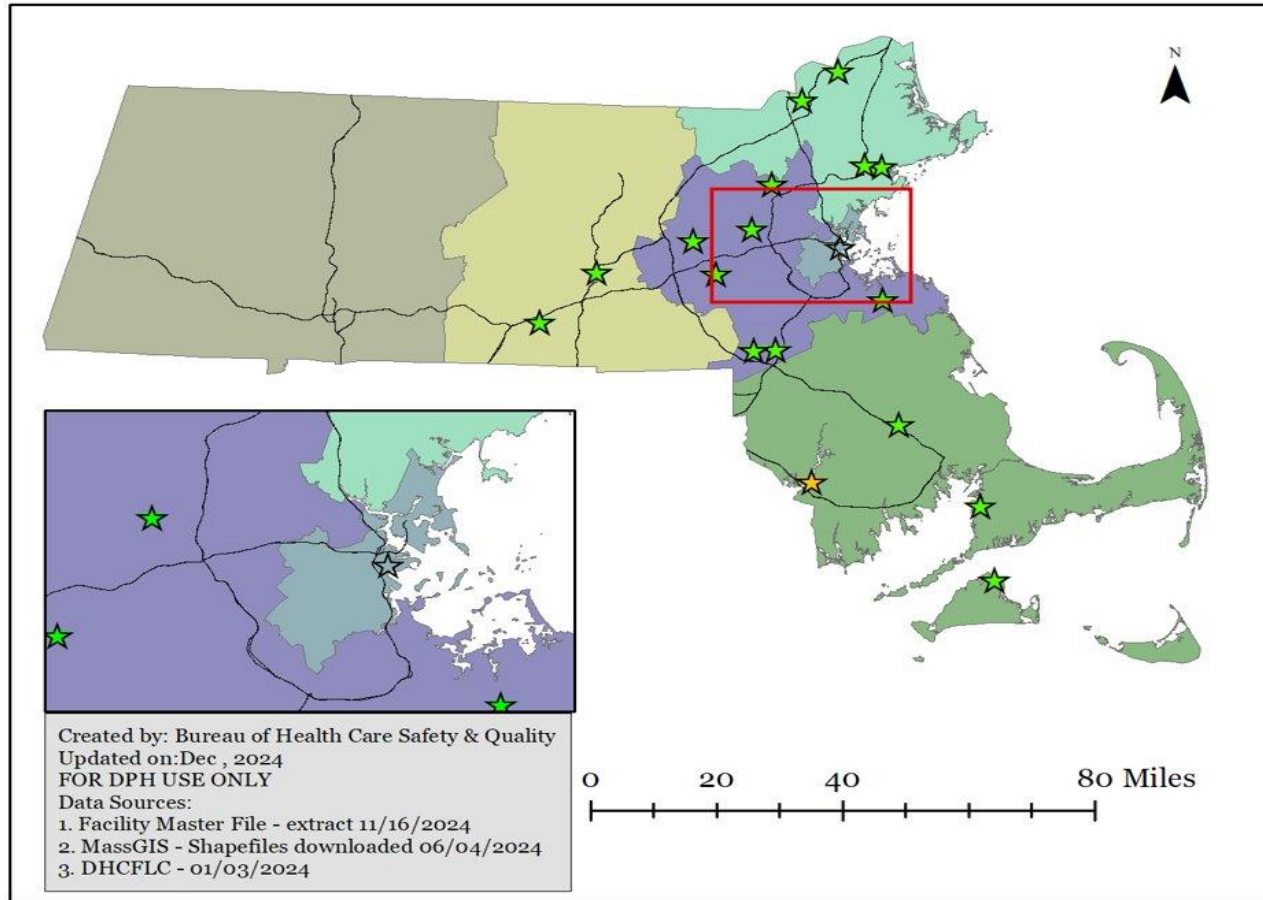 N
Created by: Bureau of Health Care Safety & Quality
Updated on:Dec , 2024
FOR DPH USE ONLY
Data Sources:
1. Facility Master File - extract 11/16/2024
2. MassGIS - Shapefiles downloaded 06/04/2024
3. DHCFLC - 01/03/2024
0 20 40 80 Miles